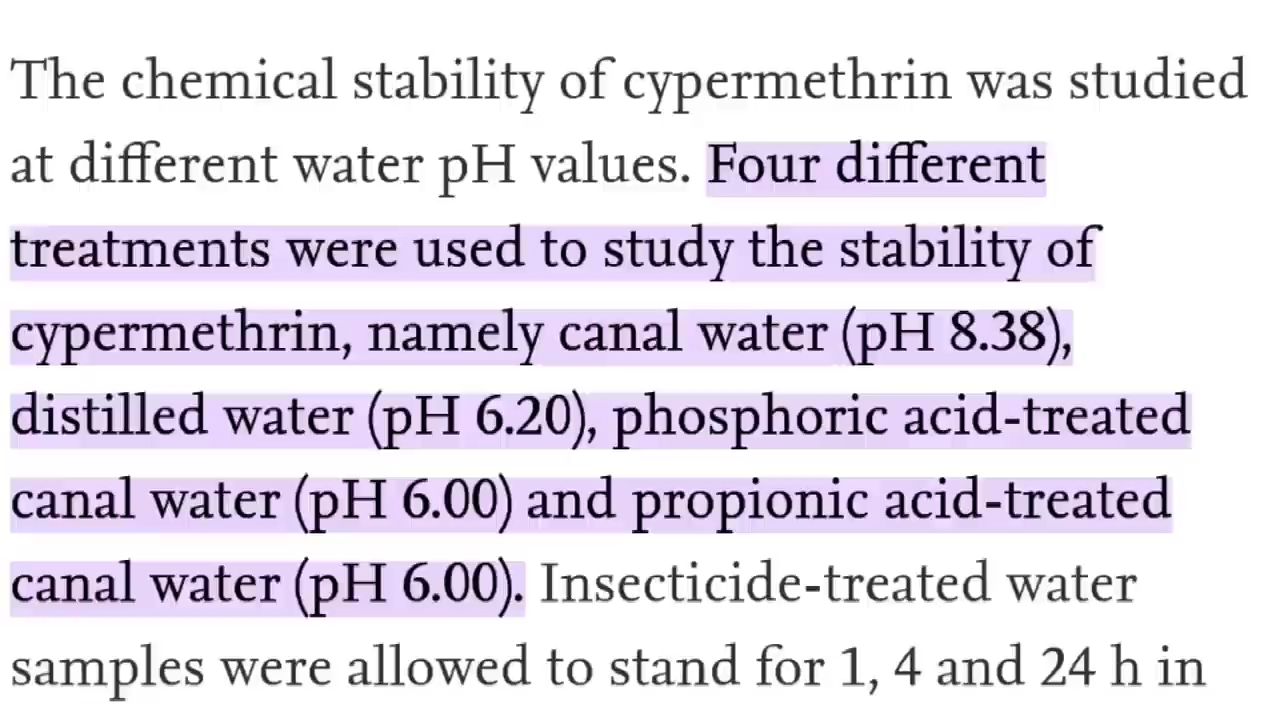 The chemical stability of cypermethrin was studied
at different water pH values. Four different
treatments were used to study the stability of
cypermethrin, namely canal water (pH 8.38),
distilled water (pH 6.20), phosphoric acid-treated
canal water (pH 6.00) and propionic acid-treated
canal water (pH 6.00). Insecticide-treated water
samples were allowed to stand for 1, 4 and 24 h in